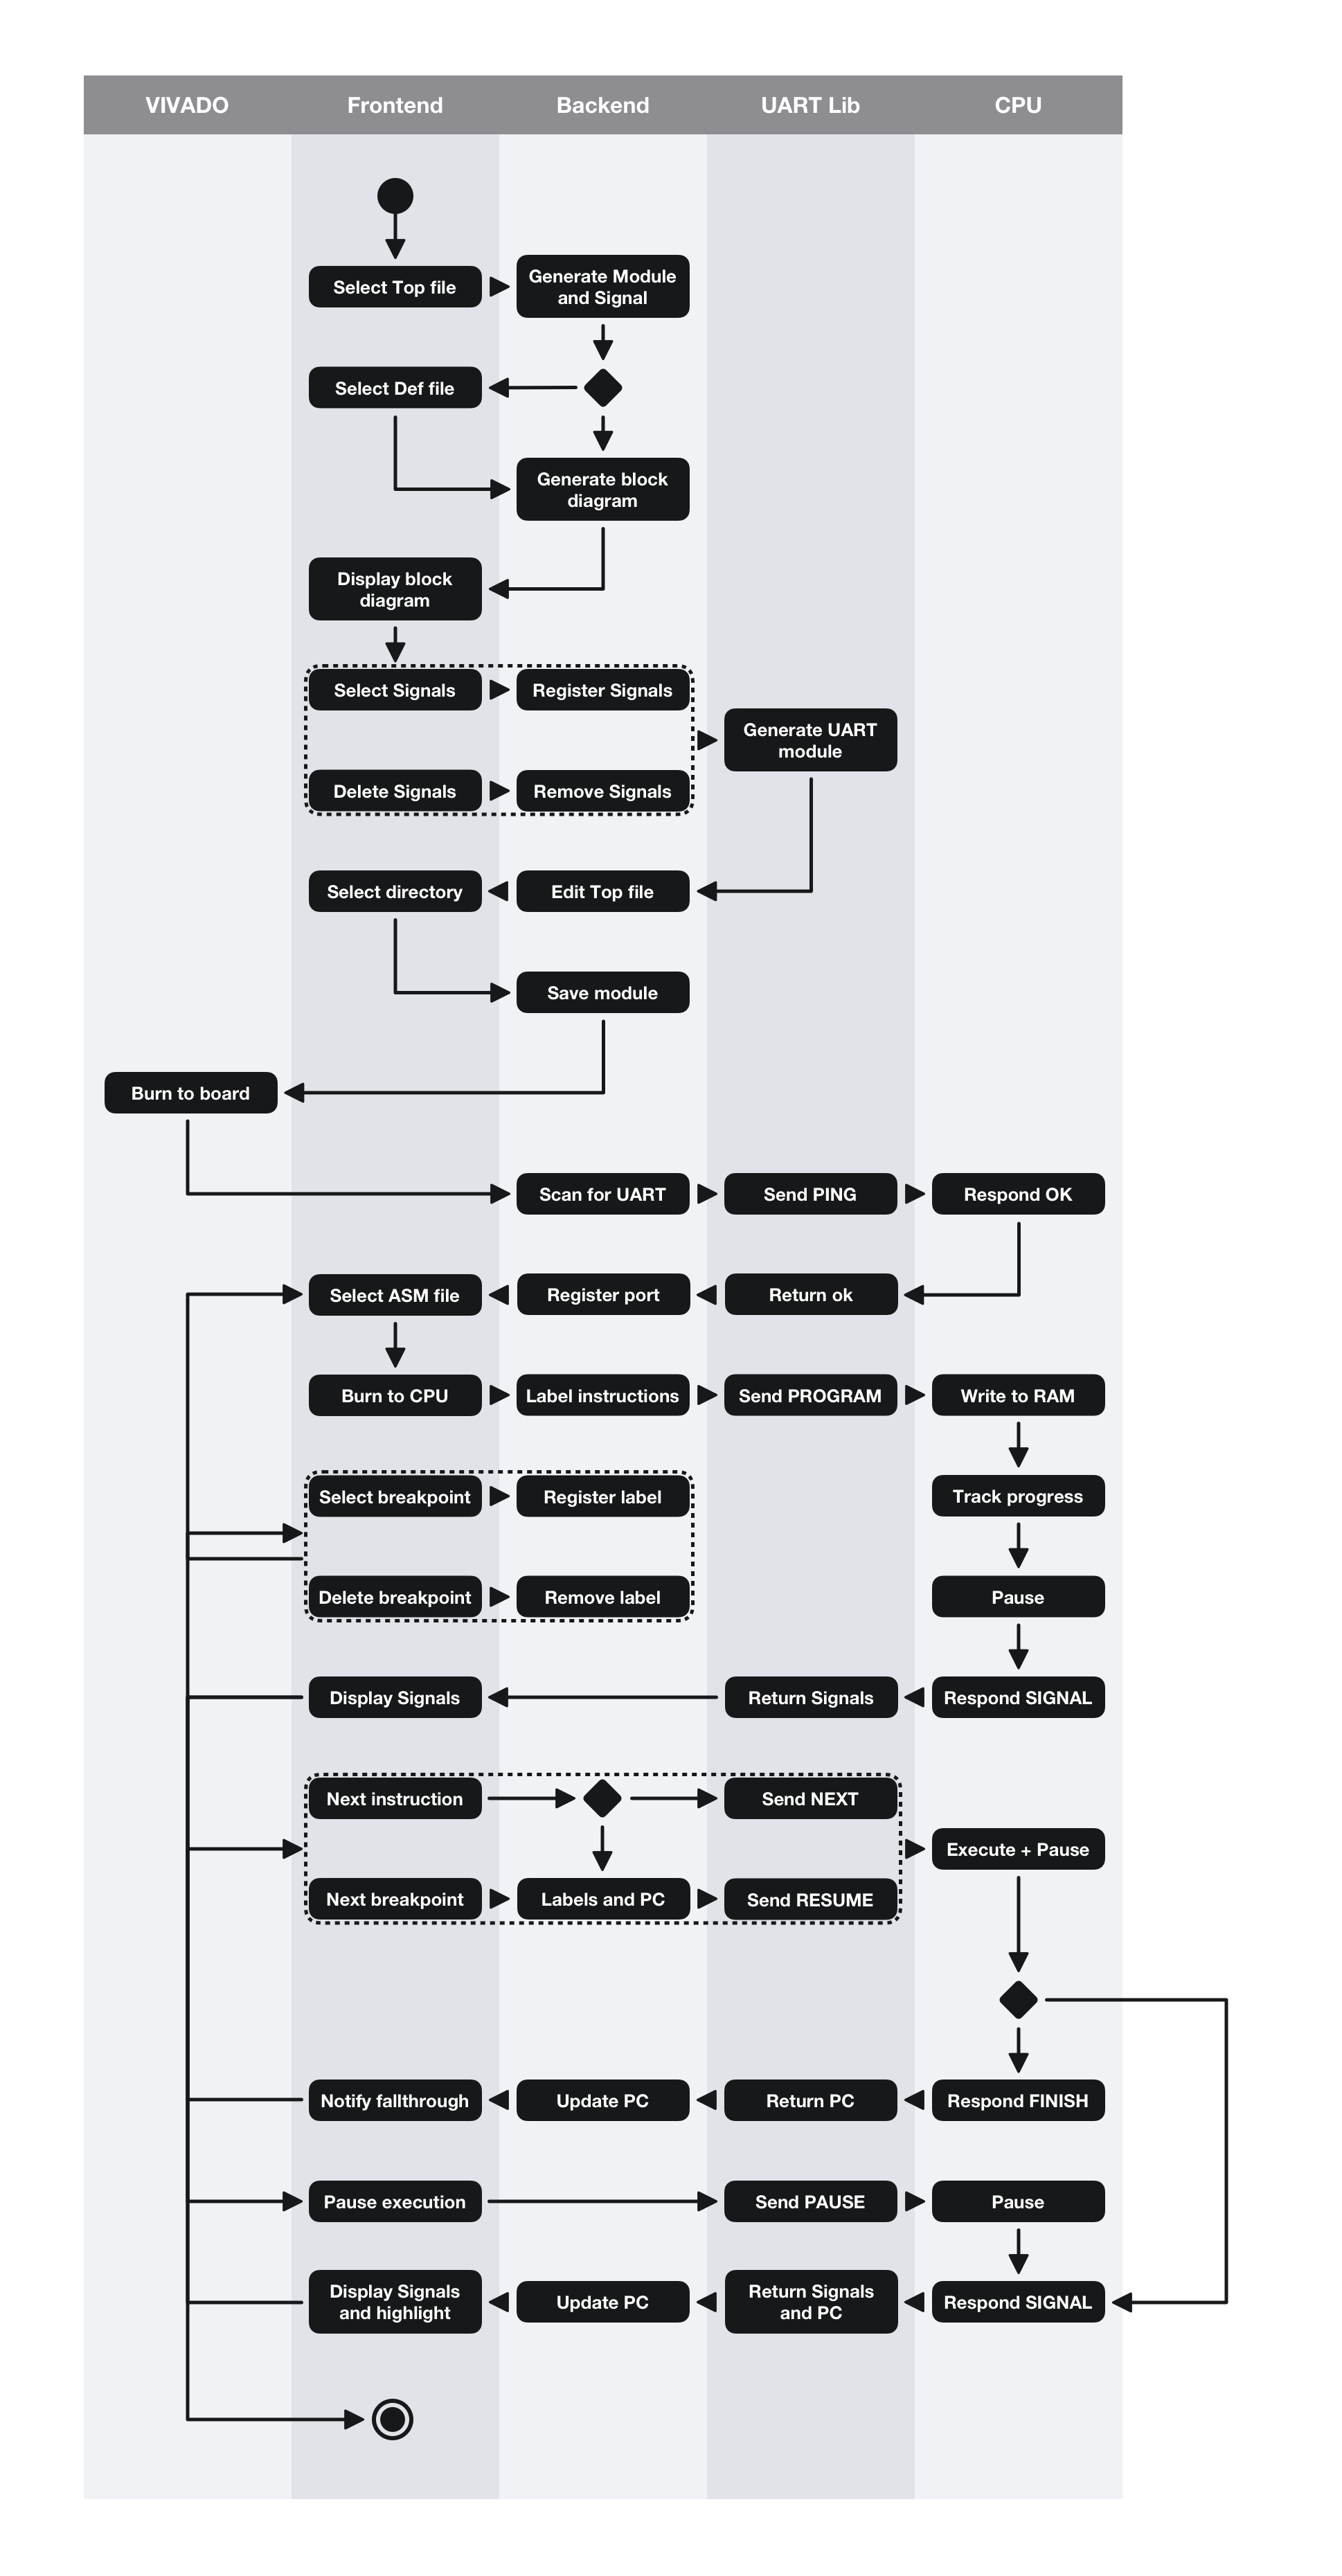 VIVADO
Frontend
Backend
UART Lib
CPU
Select Top file
Generate Module
and Signal
Select Def file
Generate block
diagram
Display block
diagram
Select Signals
Register Signals
Generate UART
module
Delete Signals
Remove Signals
Select directory
Edit Top file
Save module
Burn to board
Scan for UART
Send PING
Respond OK
Select ASM file
Register port
Return ok
Burn to CPU
Label instructions
Send PROGRAM
Write to RAM
Select breakpoint
Register label
Track progress
Delete breakpoint
Remove label
Pause
Display Signals
Return Signals
Respond SIGNAL
Next instruction
Send NEXT
Execute + Pause
Next breakpoint
Labels and PC
Send RESUME
Notify fallthrough
Update PC
Return PC
Respond FINISH
Pause execution
Send PAUSE
Pause
Display Signals
and highlight
Update PC
Return Signals
and PC
Respond SIGNAL